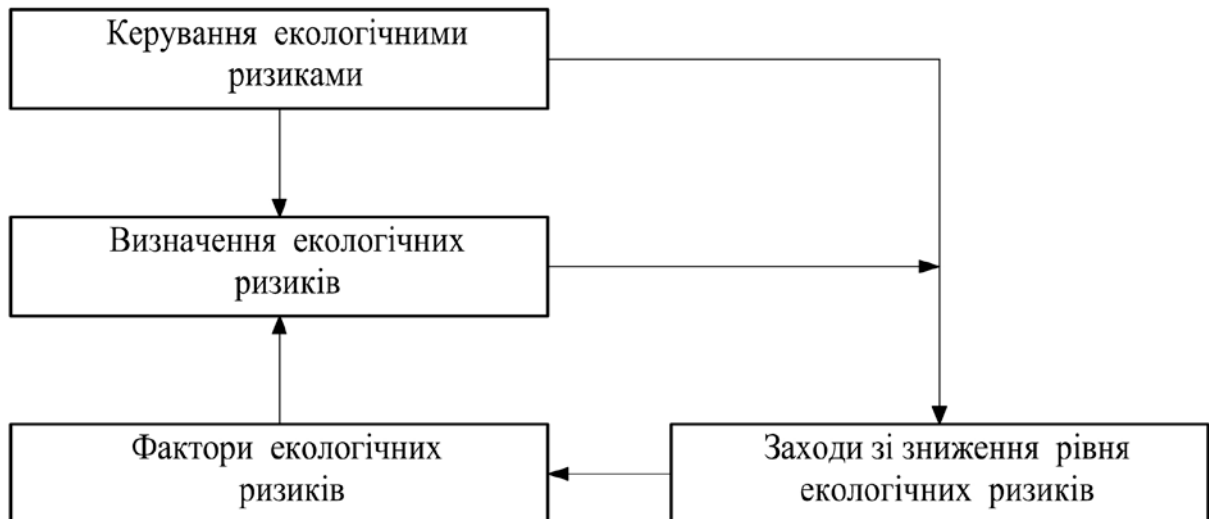 Керування екологічними
ризиками
Визначення екологічних
ризиків
Фактори екологічних
ризиків
Заходи зі зниження рівня
екологічних ризиків